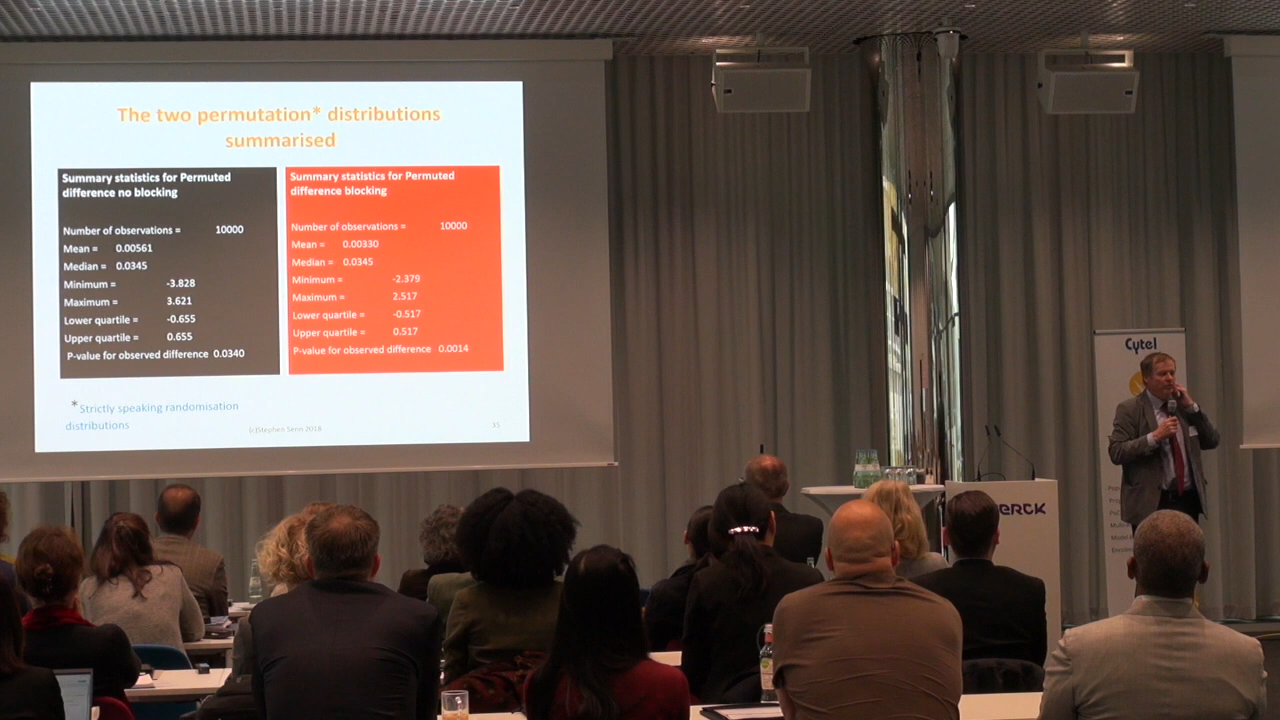 The two permutation* distributions
summarised
Summary statistics for Permuted
difference no blocking
Number of observations = 10000
Mean = 0.00561
Median = 0.0345
Minimum = -3.828
Maximum = 3.621
Lower quartile = -0.655
Upper quartile = 0.655
P-value for observed difference 0.0340
Summary statistics for Permuted
difference blocking
Number of observations = 10000
Mean = 0.00330
Median = 0.0345
Minimum = -2.379
Maximum = 2.517
Lower quartile = -0.517
Upper quartile = 0.517
P-value for observed difference 0.0014
*Strictly speaking randomisation
distributions
(c)Stephen Senn 2018
15
Cytel
ERCK